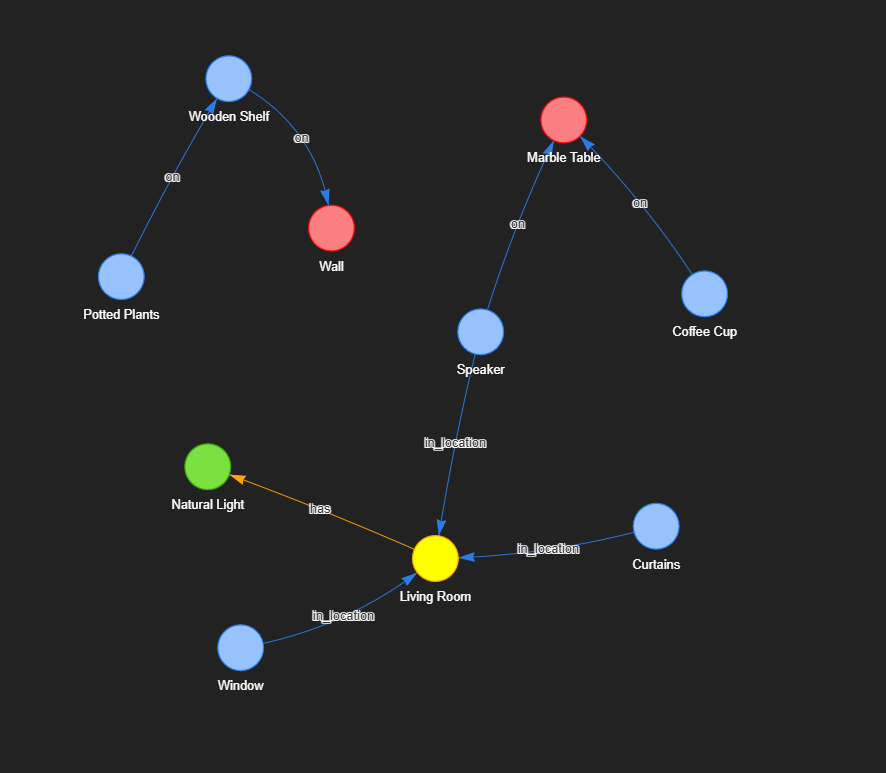 Wooden Shelf
on
Marble Table
on
on
on
Wall
Potted Plants
Coffee Cup
Speaker
in_location
Natural Light
has
in_location
Curtains
Living Room
in_location
Window